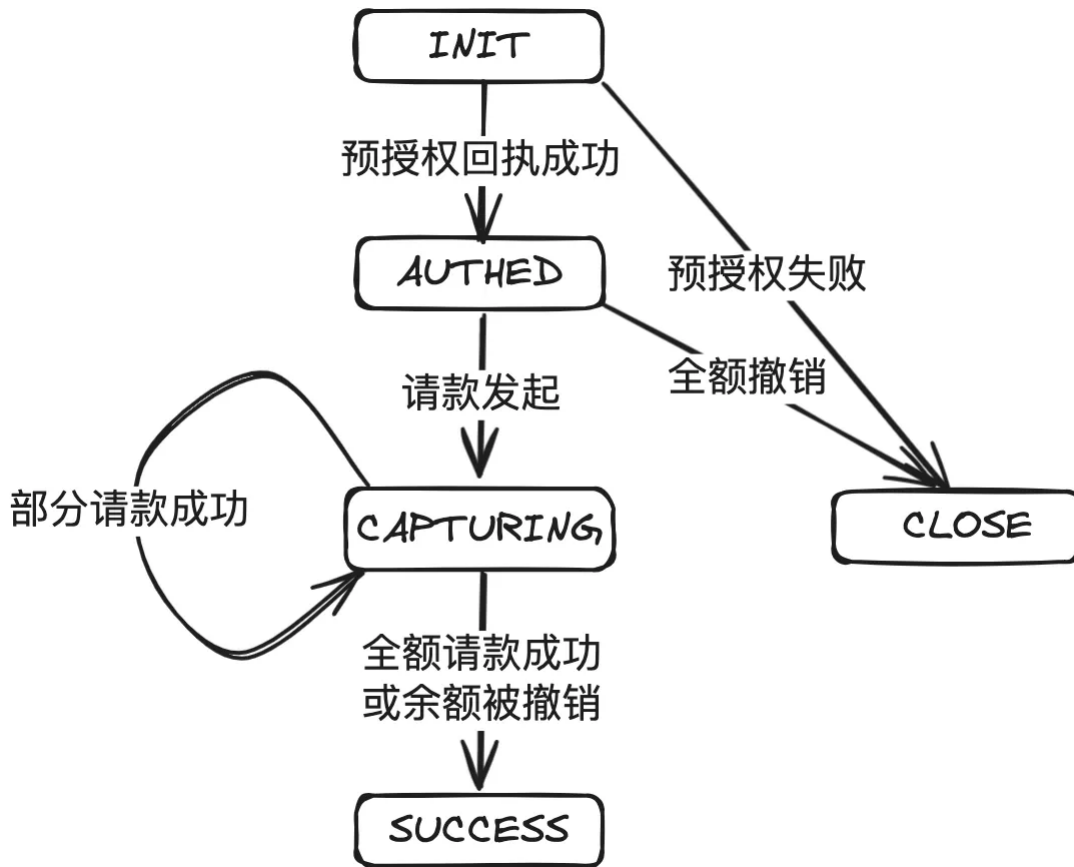 INIT
预授权回执成功
AUTHED
预授权失败
全额撤销
请款发起
部分请款成功
CAPTURING
CLOSE
全额请款成功
或余额被撤销
SUCCESS